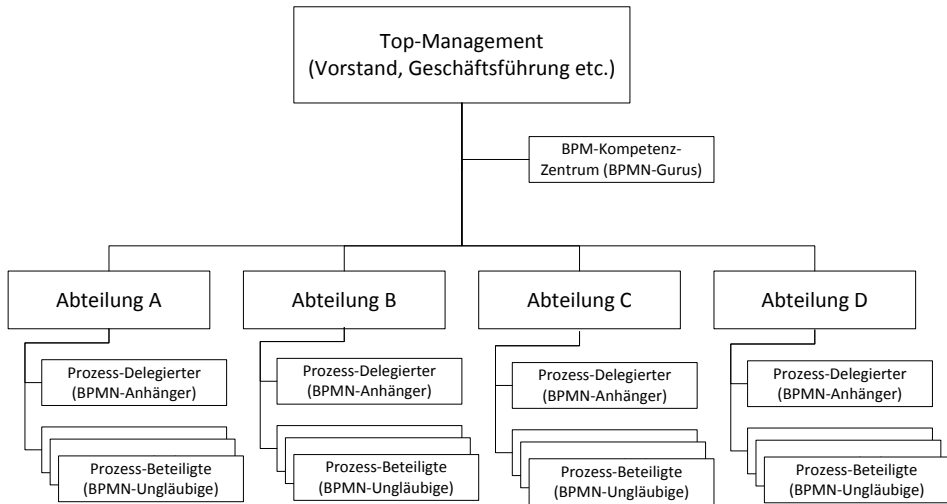 Top-Management
(Vorstand, Geschäftsführung etc.)
BPM-Kompetenz-
Zentrum (BPMN-Gurus)
Abteilung A
Abteilung B
Abteilung C
Abteilung D
Prozess-Delegierter
(BPMN-Anhänger)
Prozess-Delegierter
(BPMN-Anhänger)
Prozess-Delegierter
(BPMN-Anhänger)
Prozess-Delegierter
(BPMN-Anhänger)
Prozess-Beteiligte
(BPMN-Ungläubige)
Prozess-Beteiligte
(BPMN-Ungläubige)
Prozess-Beteiligte
(BPMN-Ungläubige)
Prozess-Beteiligte
(BPMN-Ungläubige)